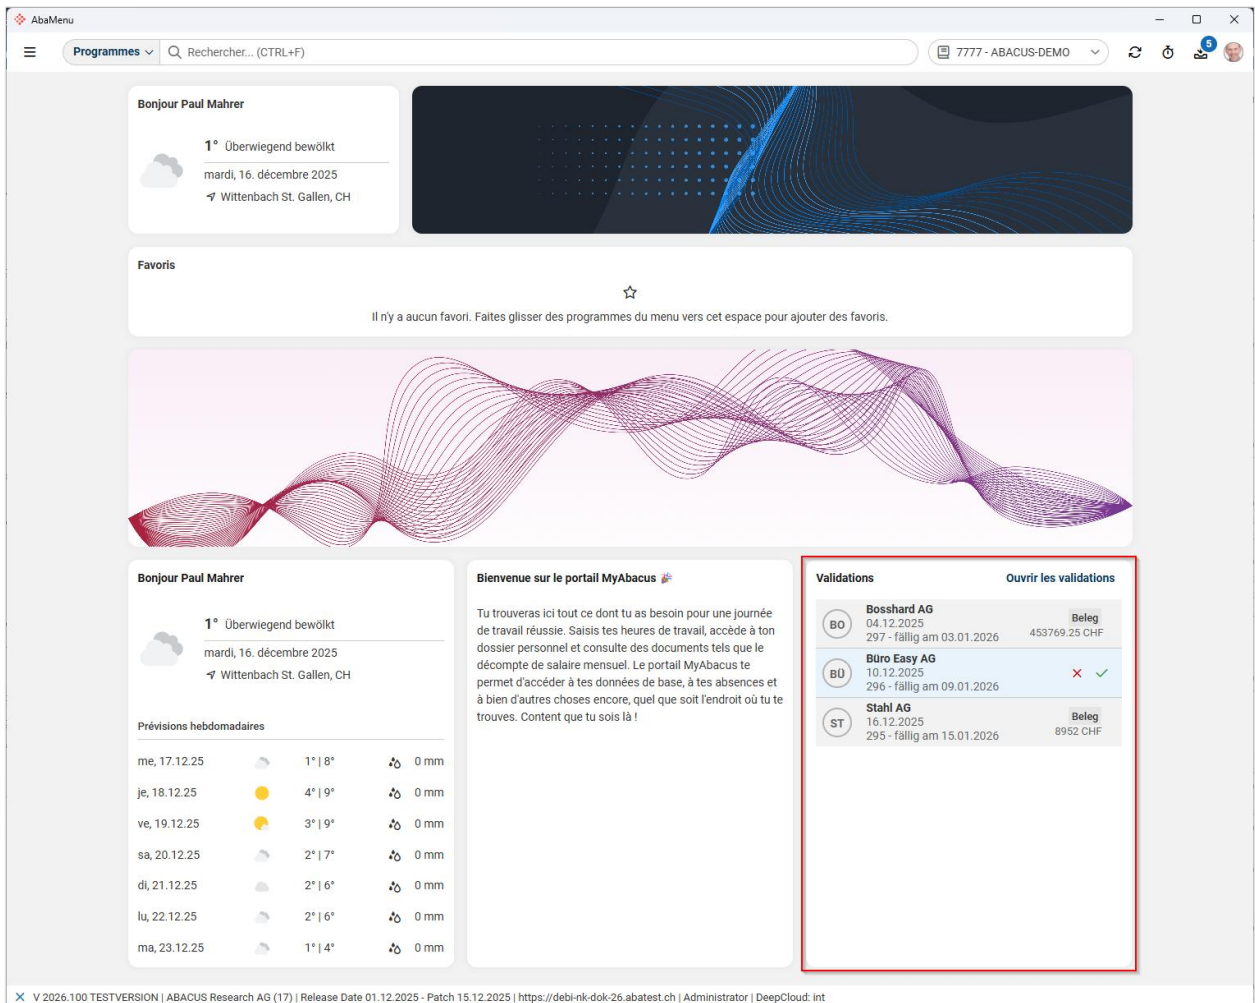 AbaMenu
Programmes
Rechercher... (CTRL+F)
7777 - ABACUS-DEMO
5
Bonjour Paul Mahrer
1° Überwiegend bewölkt
mardi, 16. décembre 2025
Wittenbach St. Gallen, CH
Favoris
Il n'y a aucun favori. Faites glisser des programmes du menu vers cet espace pour ajouter des favoris.
Bonjour Paul Mahrer
1° Überwiegend bewölkt
mardi, 16. décembre 2025
Wittenbach St. Gallen, CH
Prévisions hebdomadaires
me, 17.12.25 1° | 8° 0 mm
je, 18.12.25 4° | 9° 0 mm
ve, 19.12.25 3° | 9° 0 mm
sa, 20.12.25 2° | 7° 0 mm
di, 21.12.25 2° | 6° 0 mm
lu, 22.12.25 2° | 6° 0 mm
ma, 23.12.25 1° | 4° 0 mm
Bienvenue sur le portail MyAbacus 🎉
Tu trouveras ici tout ce dont tu as besoin pour une journée
de travail réussie. Saisis tes heures de travail, accède à ton
dossier personnel et consulte des documents tels que le
décompte de salaire mensuel. Le portail MyAbacus te
permet d'accéder à tes données de base, à tes absences et
à bien d'autres choses encore, quel que soit l'endroit où tu te
trouves. Content que tu sois là !
Validations Ouvrir les validations
BO
Bosshard AG
04.12.2025
297 - fällig am 03.01.2026
Beleg
453769.25 CHF
BÜ
Büro Easy AG
10.12.2025
296 - fällig am 09.01.2026
ST
Stahl AG
16.12.2025
295 - fällig am 15.01.2026
Beleg
8952 CHF
V 2026.100 TESTVERSION | ABACUS Research AG (17) | Release Date 01.12.2025 - Patch 15.12.2025 | https://debi-nk-dok-26.abatest.ch | Administrator | DeepCloud: int